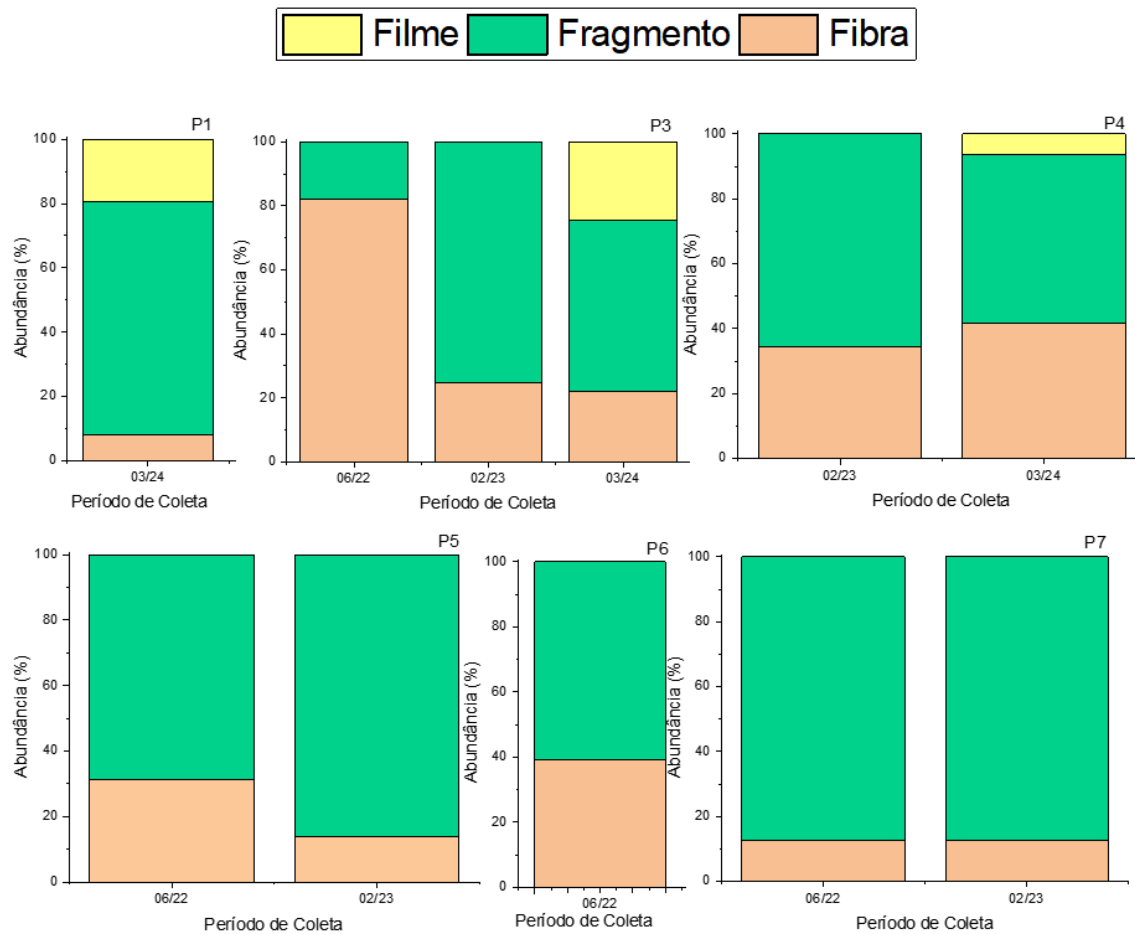 Filme Fragmento Fibra
P1
100
80
60
40
20
0
Abundância (%)
03/24
Período de Coleta
P3
100
80
60
40
20
0
Abundância (%)
06/22 02/23 03/24
Período de Coleta
P4
100
80
60
40
20
0
Abundância (%)
02/23 03/24
Período de Coleta
P5
100
80
60
40
20
0
Abundância (%)
06/22 02/23
Período de Coleta
P6
100
80
60
40
20
0
Abundância (%)
06/22
Período de Coleta
P7
100
80
60
40
20
0
Abundância (%)
06/22 02/23
Período de Coleta